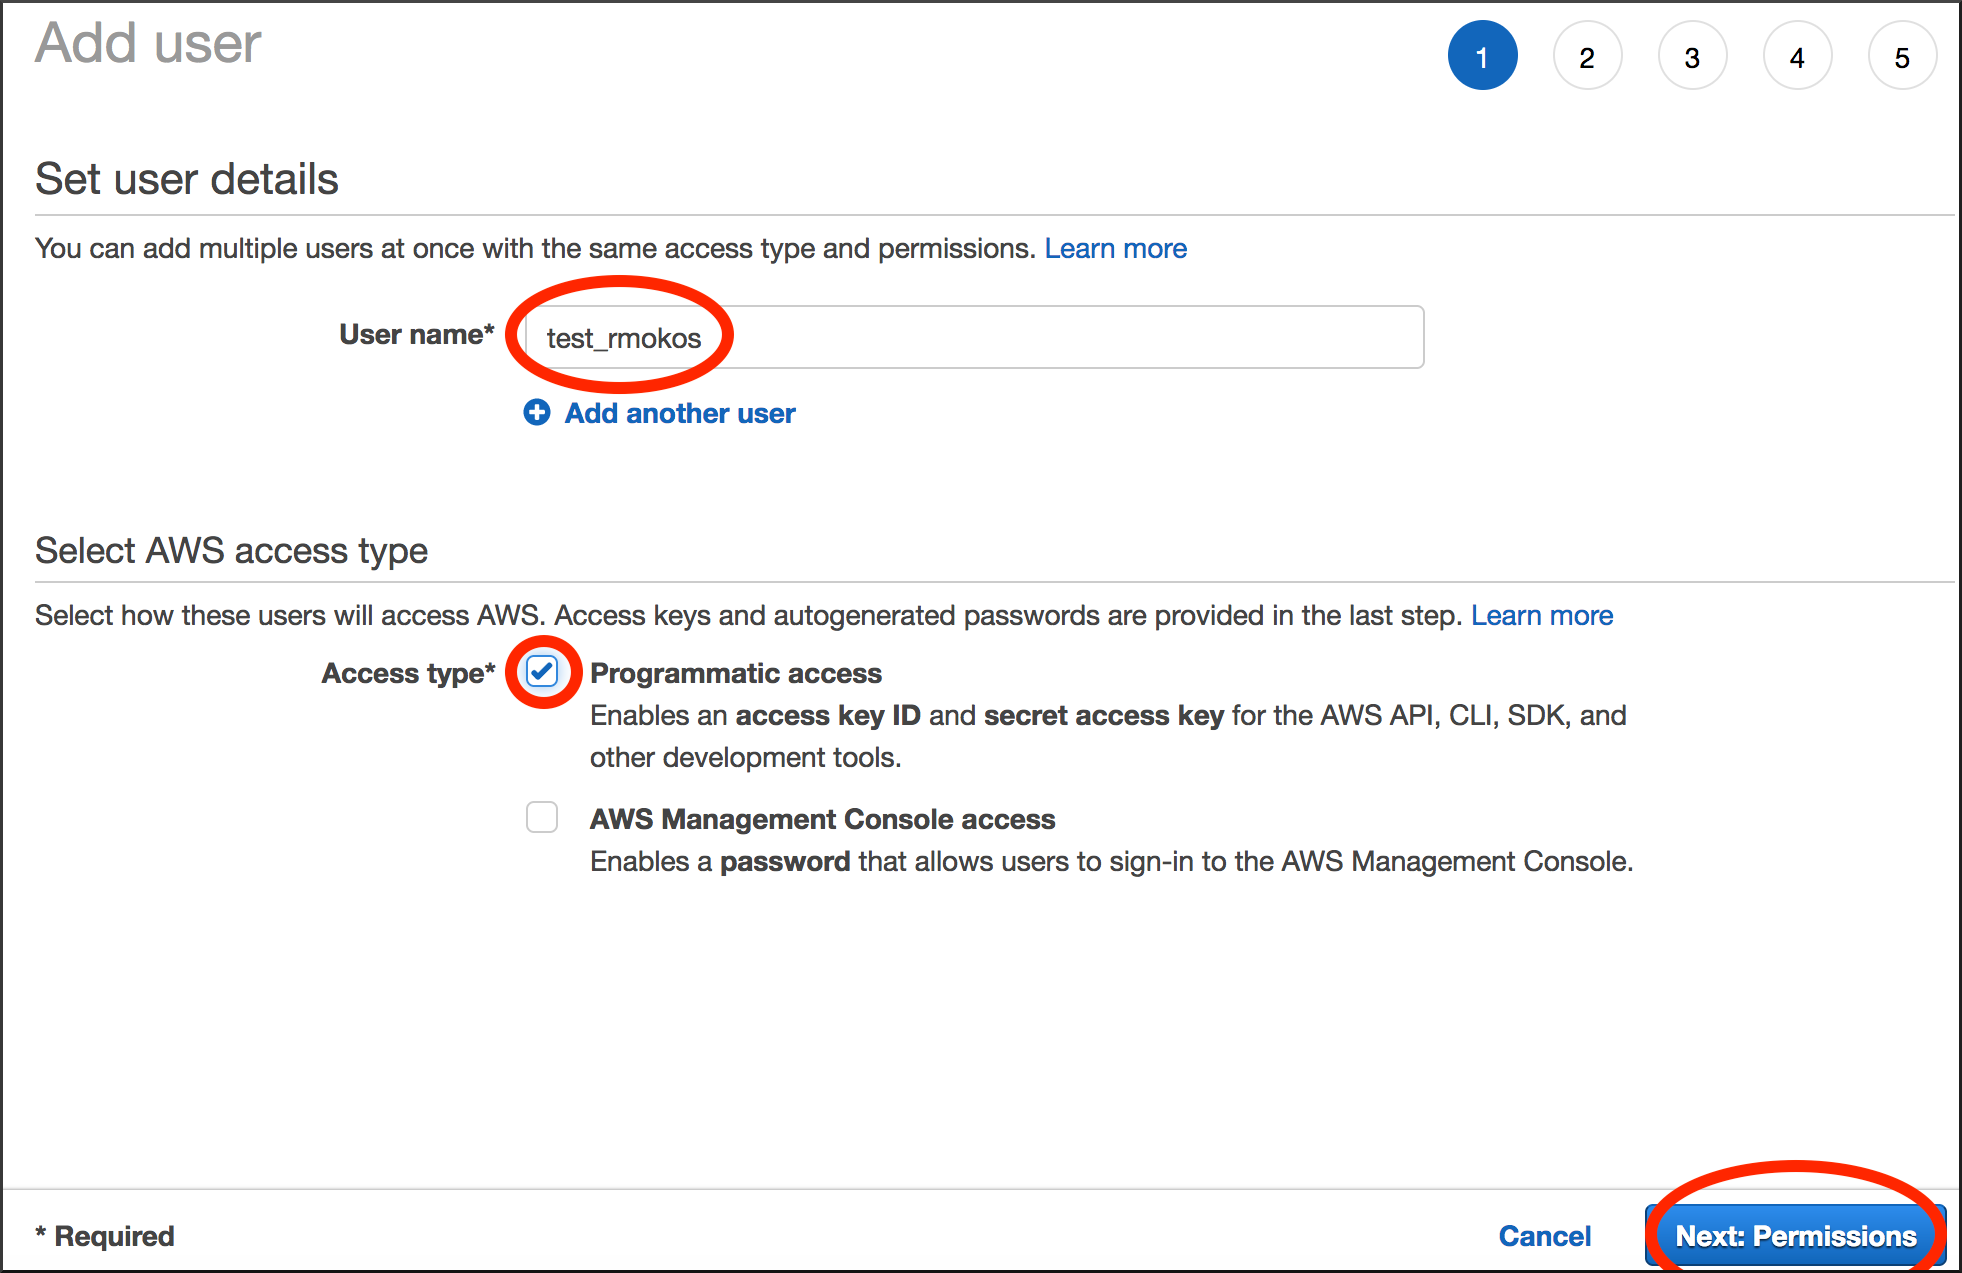 Add user
1 2 3 4 5
Set user details
You can add multiple users at once with the same access type and permissions. Learn more
User name* test_rmokos
Add another user
Select AWS access type
Select how these users will access AWS. Access keys and autogenerated passwords are provided in the last step. Learn more
Access type* Programmatic access
Enables an access key ID and secret access key for the AWS API, CLI, SDK, and
other development tools.
AWS Management Console access
Enables a password that allows users to sign-in to the AWS Management Console.
* Required Cancel Next: Permissions